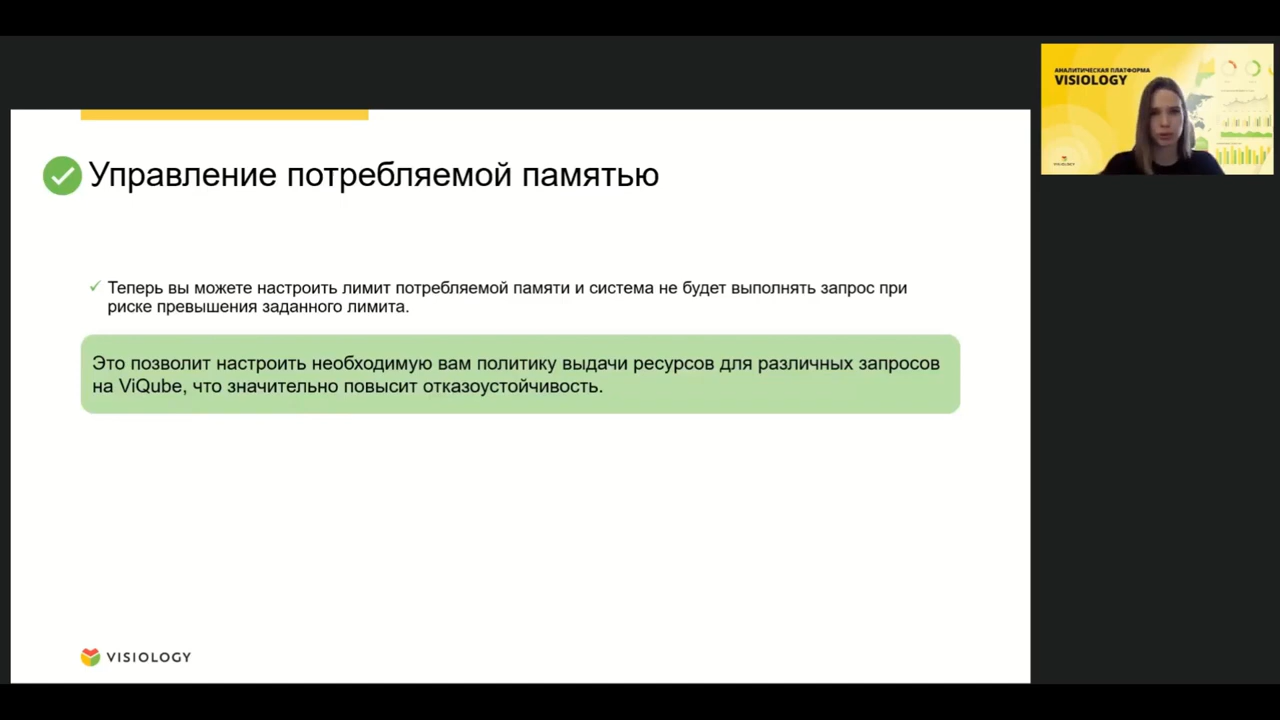 Управление потребляемой памятью
Теперь вы можете настроить лимит потребляемой памяти и система не будет выполнять запрос при
риске превышения заданного лимита.
Это позволит настроить необходимую вам политику выдачи ресурсов для различных запросов
на ViQube, что значительно повысит отказоустойчивость.
VISIOLOGY
АНАЛИТИЧЕСКАЯ ПЛАТФОРМА
VISIOLOGY